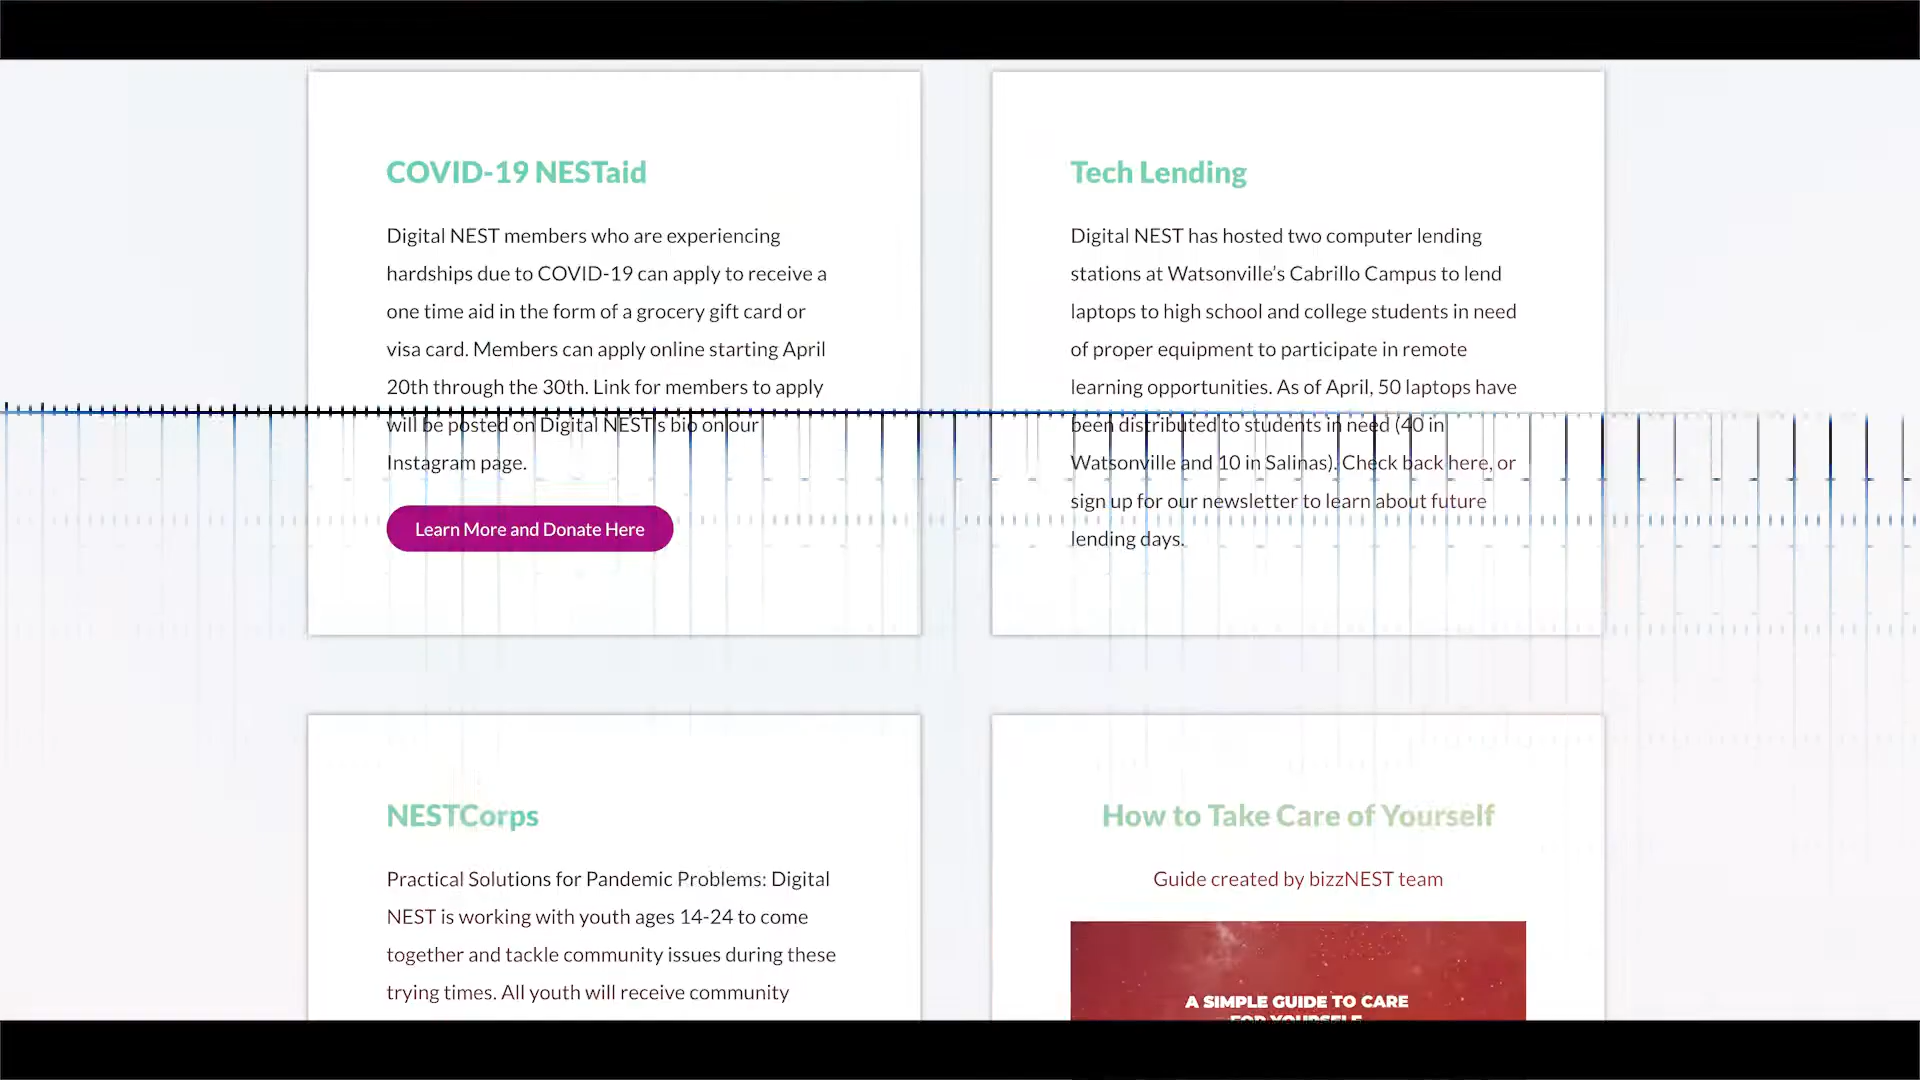 COVID-19 NESTaid
Digital NEST members who are experiencing
hardships due to COVID-19 can apply to receive a
one time aid in the form of a grocery gift card or
visa card. Members can apply online starting April
20th through the 30th. Link for members to apply
will be posted on Digital NEST's bio on our
Instagram page.
Learn More and Donate Here
Tech Lending
Digital NEST has hosted two computer lending
stations at Watsonville's Cabrillo Campus to lend
laptops to high school and college students in need
of proper equipment to participate in remote
learning opportunities. As of April, 50 laptops have
been distributed to students in need (40 in
Watsonville and 10 in Salinas). Check back here, or
sign up for our newsletter to learn about future
lending days.
NESTCorps
Practical Solutions for Pandemic Problems: Digital
NEST is working with youth ages 14-24 to come
together and tackle community issues during these
trying times. All youth will receive community
How to Take Care of Yourself
Guide created by bizzNEST team
A SIMPLE GUIDE TO CARE
FOR YOURSELF